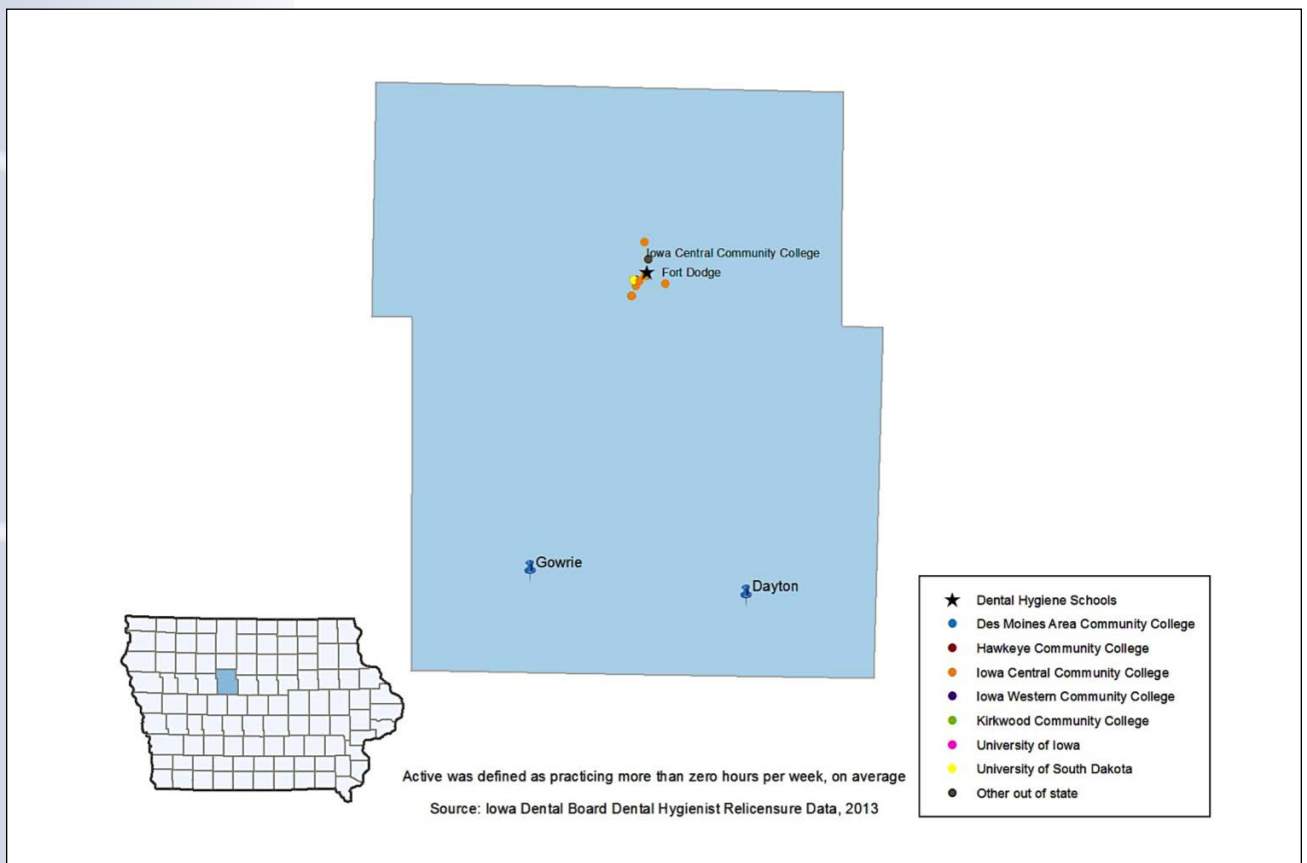 Iowa Central Community College
Fort Dodge
Gowrie
Dayton
Dental Hygiene Schools
Des Moines Area Community College
Hawkeye Community College
Iowa Central Community College
Iowa Western Community College
Kirkwood Community College
University of Iowa
University of South Dakota
Other out of state
Active was defined as practicing more than zero hours per week, on average
Source: Iowa Dental Board Dental Hygienist Relicensure Data, 2013